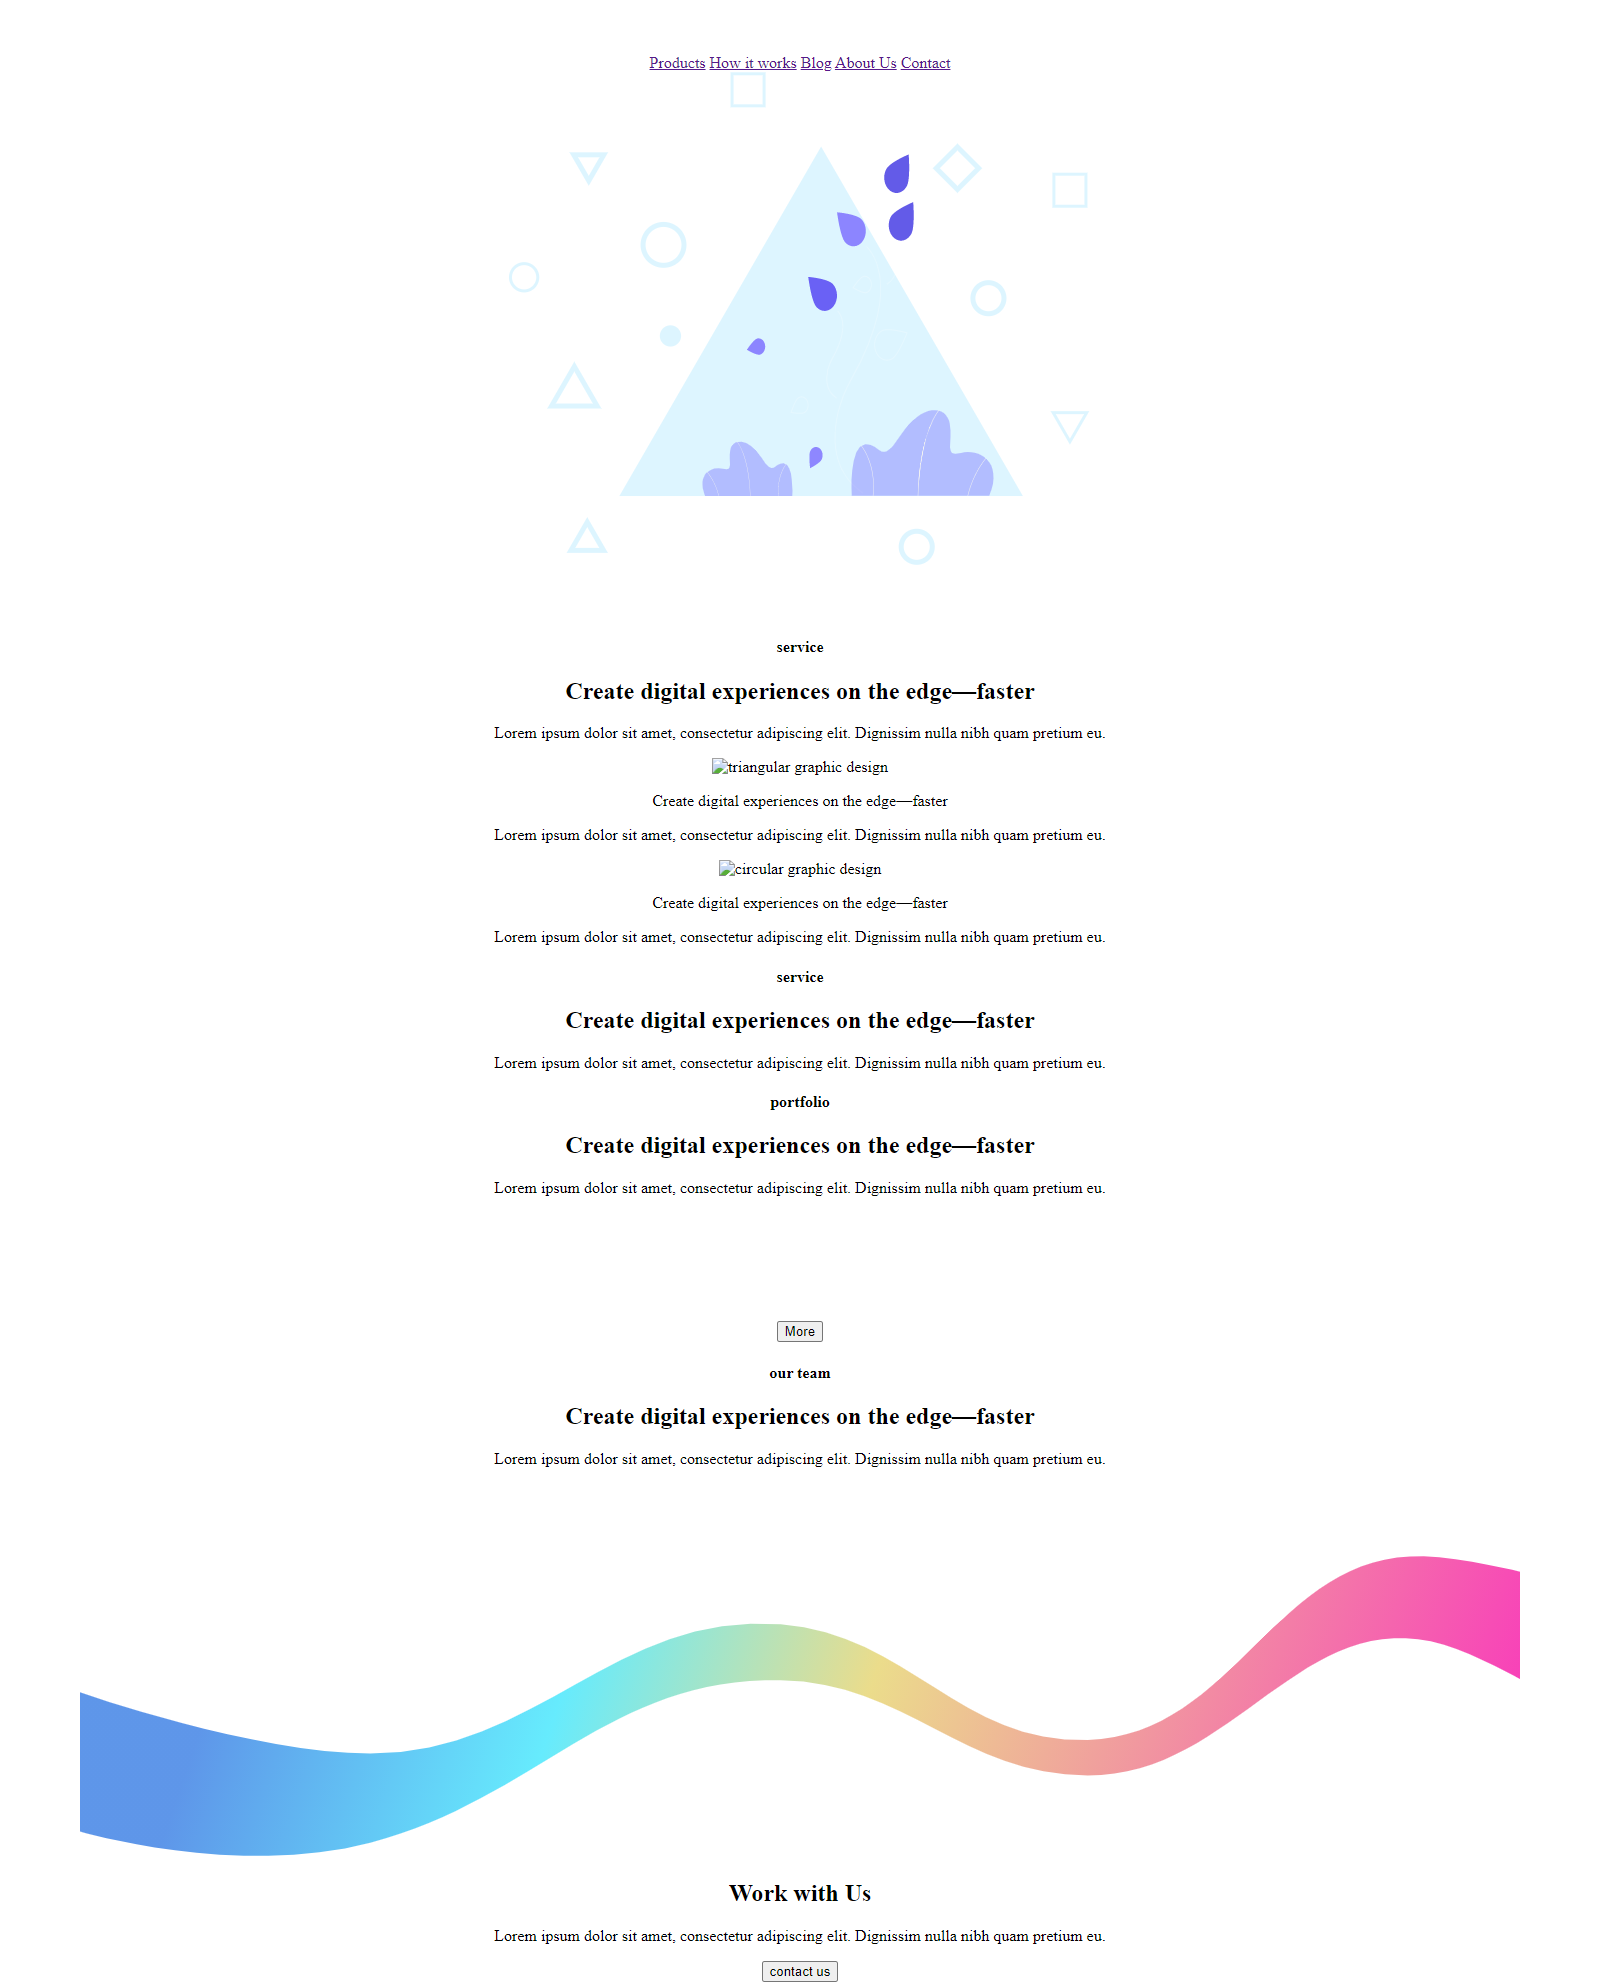 Products How it works Blog About Us Contact
service
Create digital experiences on the edge—faster
Lorem ipsum dolor sit amet, consectetur adipiscing elit. Dignissim nulla nibh quam pretium eu.
triangular graphic design
Create digital experiences on the edge—faster
Lorem ipsum dolor sit amet, consectetur adipiscing elit. Dignissim nulla nibh quam pretium eu.
circular graphic design
Create digital experiences on the edge—faster
Lorem ipsum dolor sit amet, consectetur adipiscing elit. Dignissim nulla nibh quam pretium eu.
service
Create digital experiences on the edge—faster
Lorem ipsum dolor sit amet, consectetur adipiscing elit. Dignissim nulla nibh quam pretium eu.
portfolio
Create digital experiences on the edge—faster
Lorem ipsum dolor sit amet, consectetur adipiscing elit. Dignissim nulla nibh quam pretium eu.
More
our team
Create digital experiences on the edge—faster
Lorem ipsum dolor sit amet, consectetur adipiscing elit. Dignissim nulla nibh quam pretium eu.
Work with Us
Lorem ipsum dolor sit amet, consectetur adipiscing elit. Dignissim nulla nibh quam pretium eu.
contact us